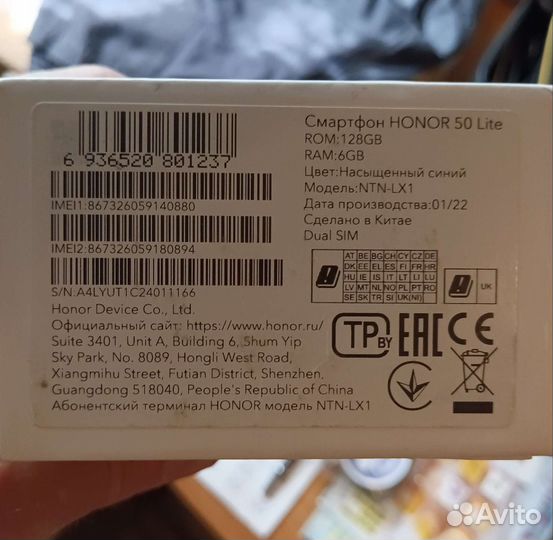 6 936520 801237
IMEI1:867326059140880
IMEI2:867326059180894
S/N:A4LYUT1C24011166
Honor Device Co., Ltd.
Официальный сайт: https://www.honor.ru/
Suite 3401, Unit A, Building 6, Shum Yip
Sky Park, No. 8089, Hongli West Road,
Xiangmihu Street, Futian District, Shenzhen,
Guangdong 518040, People's Republic of China
Абонентский терминал HONOR модель NTN-LX1
Смартфон HONOR 50 Lite
ROM:128GB
RAM:6GB
Цвет:Насыщенный синий
Модель:NTN-LX1
Дата производства:01/22
Сделано в Китае
Dual SIM
AT BE BG CH CY CZ DE
DK EE EL ES FI FR HR
HU IE IS IT LT LI LU
LV MT NL NO PL PT RO
SE SK TR SI UK(NI)
UK
TP BY EAC CE
Avito